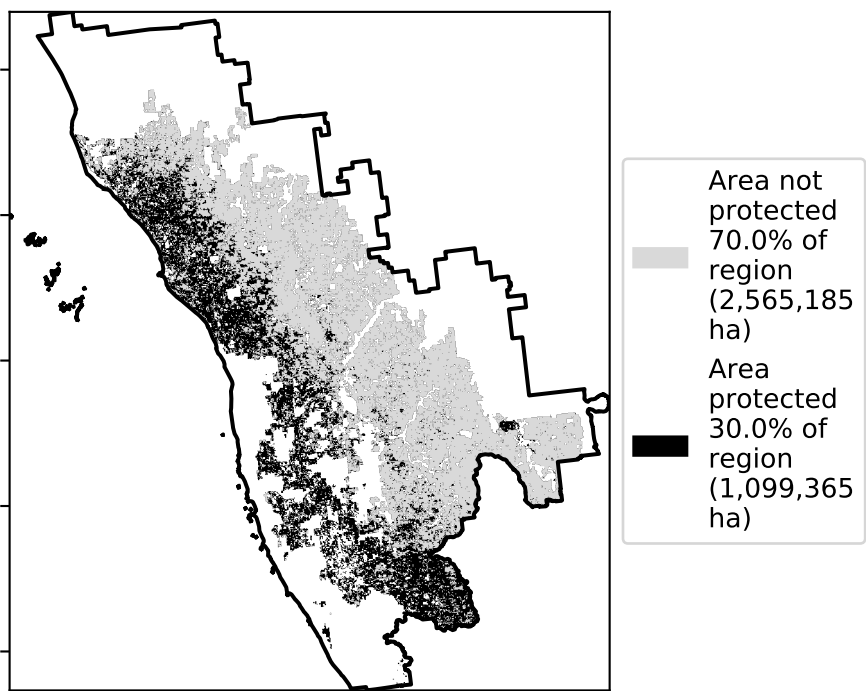 Area not
protected
70.0% of
region
(2,565,185
ha)
Area
protected
30.0% of
region
(1,099,365
ha)